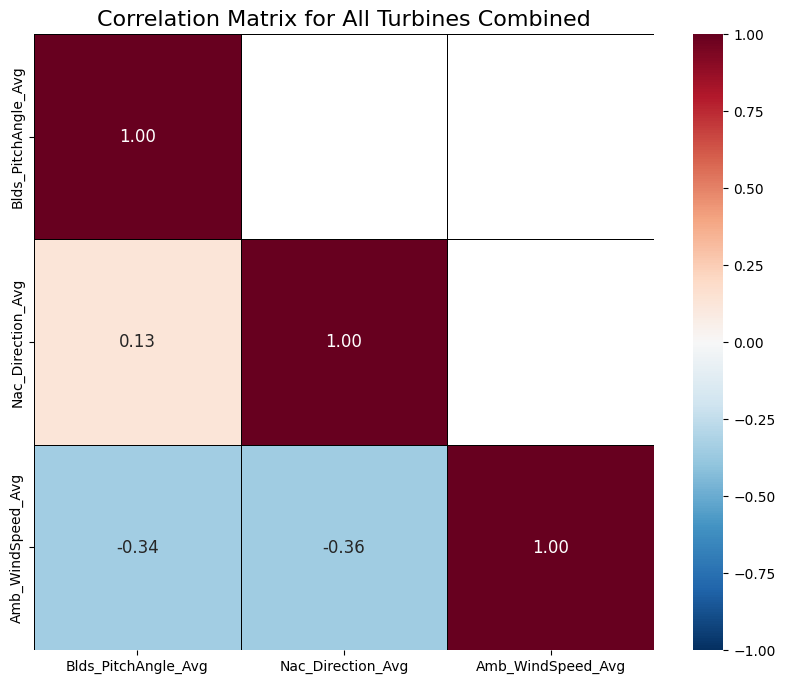 Correlation Matrix for All Turbines Combined
Blds_PitchAngle_Avg
1.00
Nac_Direction_Avg
0.13
1.00
Amb_WindSpeed_Avg
-0.34
-0.36
1.00
Blds_PitchAngle_Avg
Nac_Direction_Avg
Amb_WindSpeed_Avg
1.00
0.75
0.50
0.25
0.00
−0.25
−0.50
−0.75
−1.00